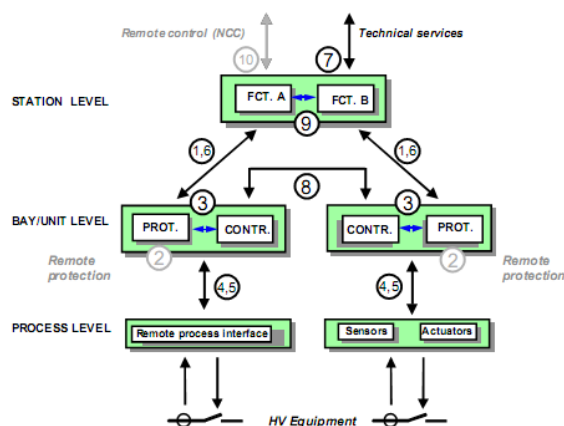 Remote control (NCC)
Technical services
10
7
STATION LEVEL
FCT. A
FCT. B
9
1,6
1,6
8
3
3
BAY/UNIT LEVEL
PROT.
CONTR.
CONTR.
PROT.
2
2
Remote
protection
Remote
protection
4,5
4,5
PROCESS LEVEL
Remote process interface
Sensors
Actuators
HV Equipment